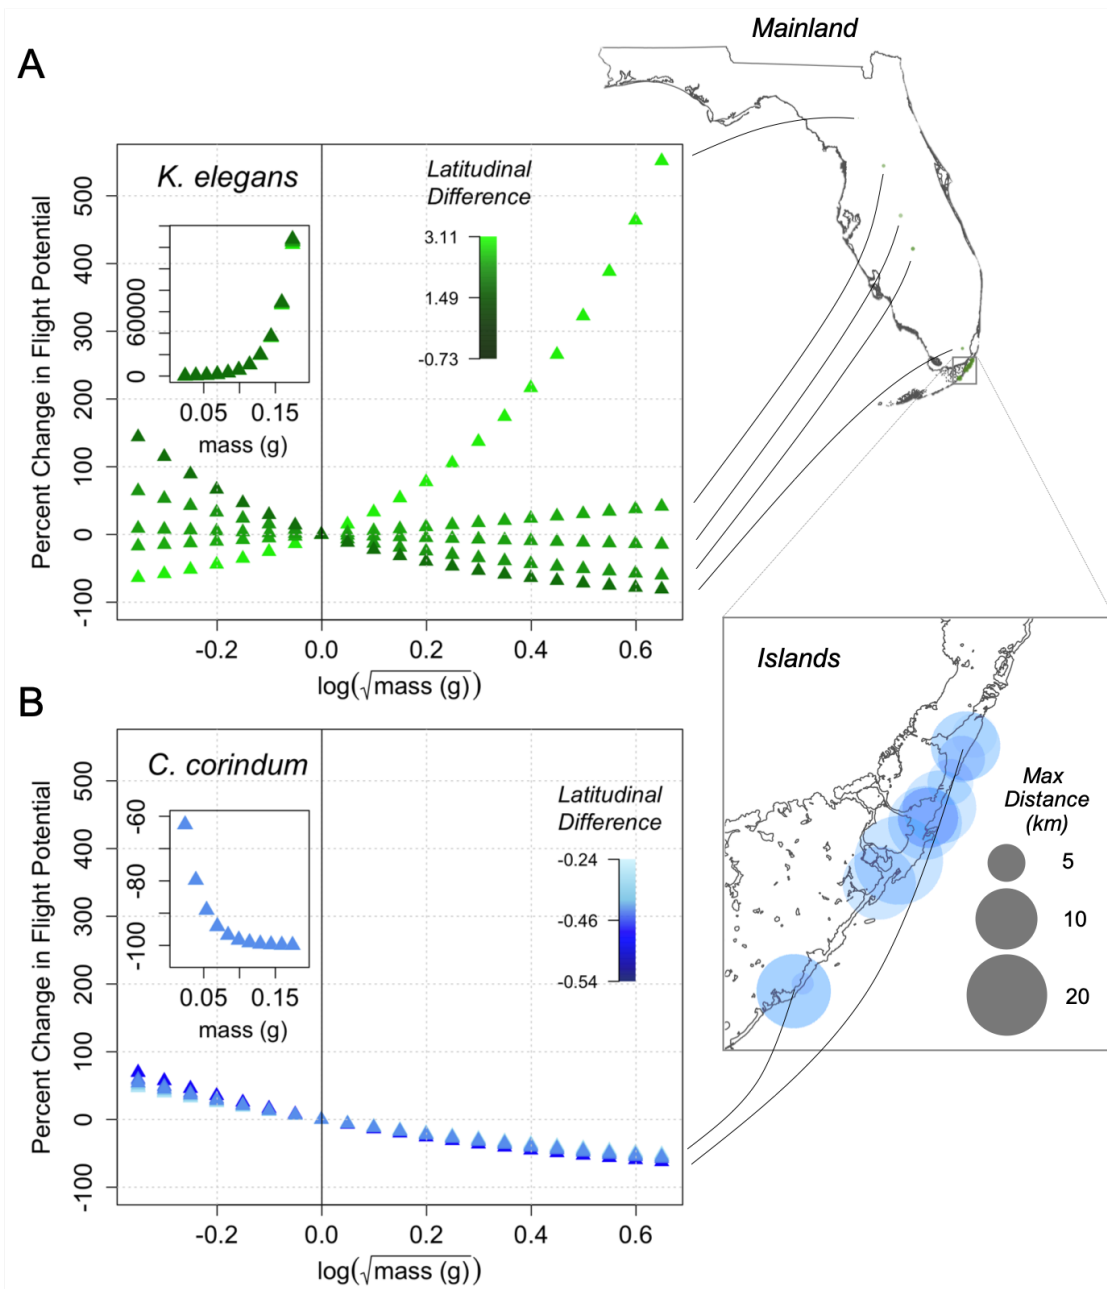 Mainland
A
K. elegans
Latitudinal
Difference
3.11
1.49
-0.73
60000
0
0.05
0.15
mass (g)
500
400
300
200
100
0
-100
Percent Change in Flight Potential
-0.2
0.0
0.2
0.4
0.6
log(√mass (g))
Islands
Max
Distance
(km)
5
10
20
B
C. corindum
Latitudinal
Difference
-0.24
-0.46
-0.54
-60
-80
-100
0.05
0.15
mass (g)
500
400
300
200
100
0
-100
Percent Change in Flight Potential
-0.2
0.0
0.2
0.4
0.6
log(√mass (g))